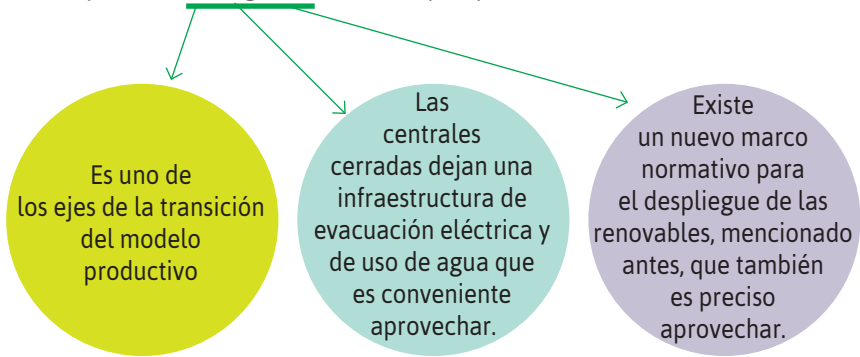 Es uno de
los ejes de la transición
del modelo
productivo
Las
centrales
cerradas dejan una
infraestructura de
evacuación eléctrica y
de uso de agua que
es conveniente
aprovechar.
Existe
un nuevo marco
normativo para
el despliegue de las
renovables, mencionado
antes, que también
es preciso
aprovechar.